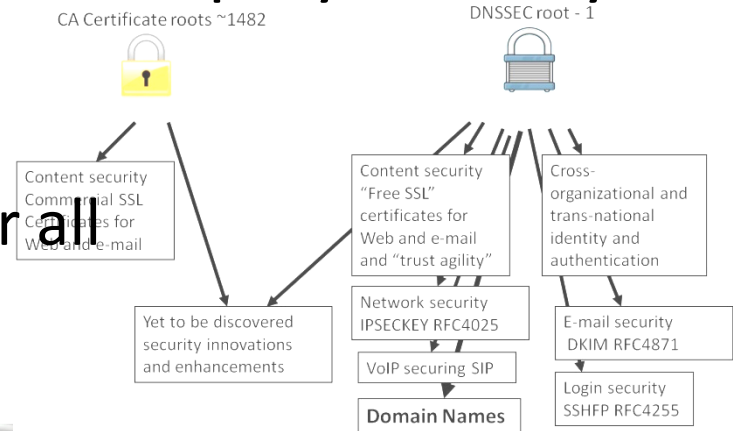 CA Certificate roots ~1482
DNSSEC root - 1
Content security
Commercial SSL
Certificates for
Web and e-mail
r all
Content security
“Free SSL”
certificates for
Web and e-mail
and “trust agility”
Cross-
organizational and
trans-national
identity and
authentication
Network security
IPSECKEY RFC4025
Yet to be discovered
security innovations
and enhancements
E-mail security
DKIM RFC4871
VoIP securing SIP
Login security
SSHFP RFC4255
Domain Names